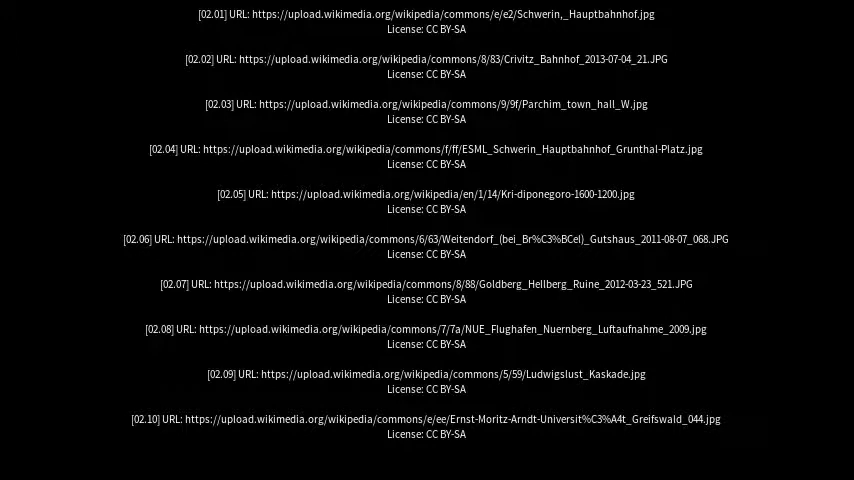 [02.01] URL: https://upload.wikimedia.org/wikipedia/commons/e/e2/Schwerin,_Hauptbahnhof.jpg
License: CC BY-SA
[02.02] URL: https://upload.wikimedia.org/wikipedia/commons/8/83/Crivitz_Bahnhof_2013-07-04_21.JPG
License: CC BY-SA
[02.03] URL: https://upload.wikimedia.org/wikipedia/commons/9/9f/Parchim_town_hall_W.jpg
License: CC BY-SA
[02.04] URL: https://upload.wikimedia.org/wikipedia/commons/f/ff/ESML_Schwerin_Hauptbahnhof_Grunthal-Platz.jpg
License: CC BY-SA
[02.05] URL: https://upload.wikimedia.org/wikipedia/en/1/14/Kri-diponegoro-1600-1200.jpg
License: CC BY-SA
[02.06] URL: https://upload.wikimedia.org/wikipedia/commons/6/63/Weitendorf_(bei_Br%C3%BCel)_Gutshaus_2011-08-07_068.JPG
License: CC BY-SA
[02.07] URL: https://upload.wikimedia.org/wikipedia/commons/8/88/Goldberg_Hellberg_Ruine_2012-03-23_521.JPG
License: CC BY-SA
[02.08] URL: https://upload.wikimedia.org/wikipedia/commons/7/7a/NUE_Flughafen_Nuernberg_Luftaufnahme_2009.jpg
License: CC BY-SA
[02.09] URL: https://upload.wikimedia.org/wikipedia/commons/5/59/Ludwigslust_Kaskade.jpg
License: CC BY-SA
[02.10] URL: https://upload.wikimedia.org/wikipedia/commons/e/ee/Ernst-Moritz-Arndt-Universit%C3%A4t_Greifswald_044.jpg
License: CC BY-SA